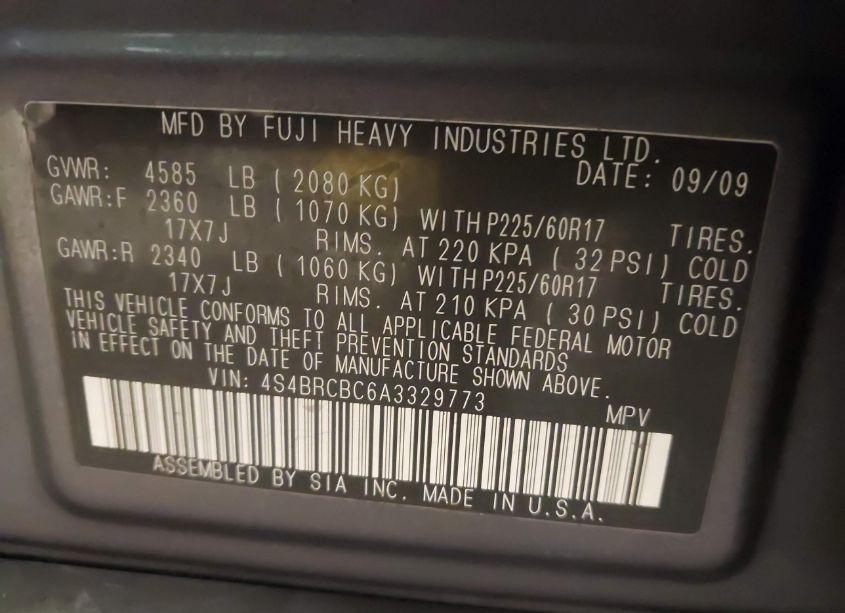 MFD BY FUJI HEAVY INDUSTRIES LTD.
GVWR: 4585 LB ( 2080 KG) DATE: 09/09
GAWR:F 2360 LB ( 1070 KG) WITH P225/60R17 TIRES.
17X7J RIMS. AT 220 KPA ( 32 PSI) COLD
GAWR:R 2340 LB ( 1060 KG) WITH P225/60R17 TIRES.
17X7J RIMS. AT 210 KPA ( 30 PSI) COLD
THIS VEHICLE CONFORMS TO ALL APPLICABLE FEDERAL MOTOR
VEHICLE SAFETY AND THEFT PREVENTION STANDARDS
IN EFFECT ON THE DATE OF MANUFACTURE SHOWN ABOVE.
VIN: 4S4BRCBC6A3329773 MPV
ASSEMBLED BY SIA INC. MADE IN U.S.A.